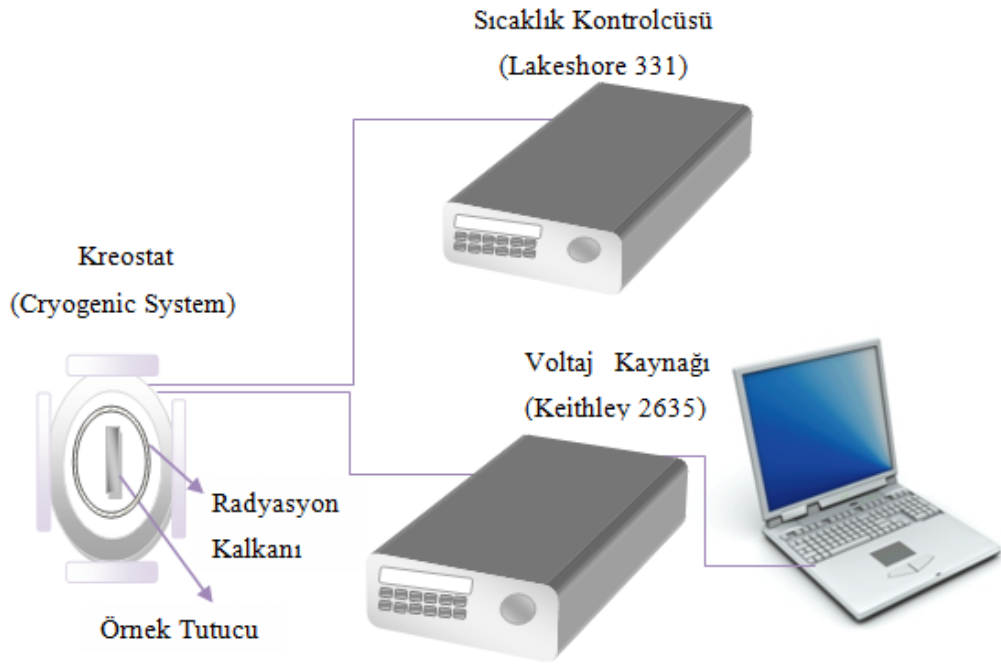 Sıcaklık Kontrolcüsü
(Lakeshore 331)
Kreostat
(Cryogenic System)
Voltaj Kaynağı
(Keithley 2635)
Radyasyon
Kalkanı
Örnek Tutucu